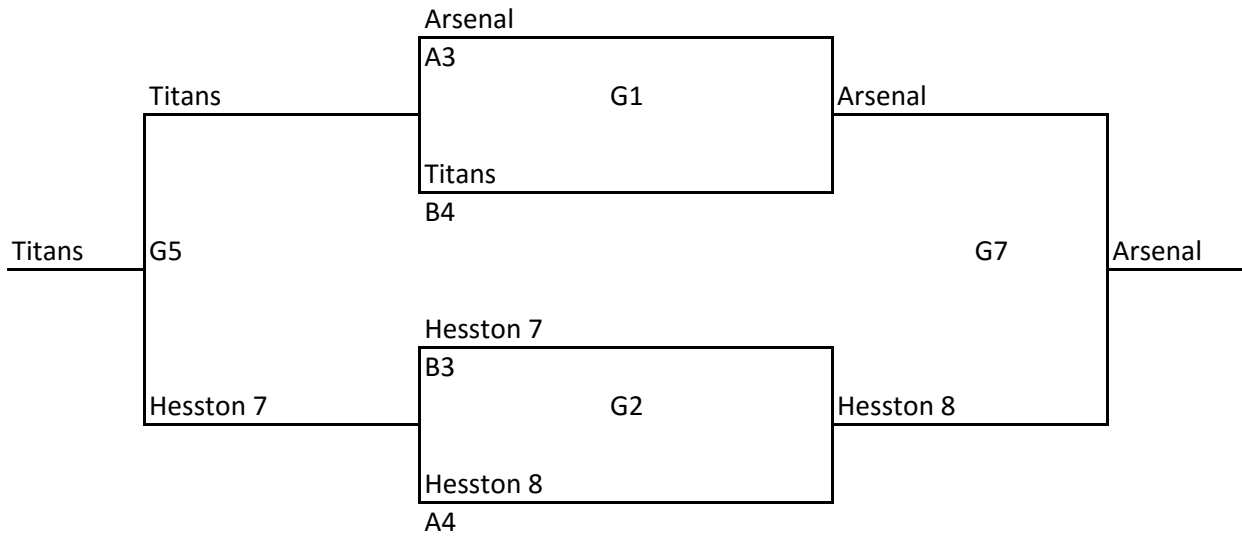 Arsenal
A3
Titans
G1
Arsenal
Titans
B4
Titans
G5
G7
Arsenal
Hesston 7
B3
Hesston 7
G2
Hesston 8
Hesston 8
A4